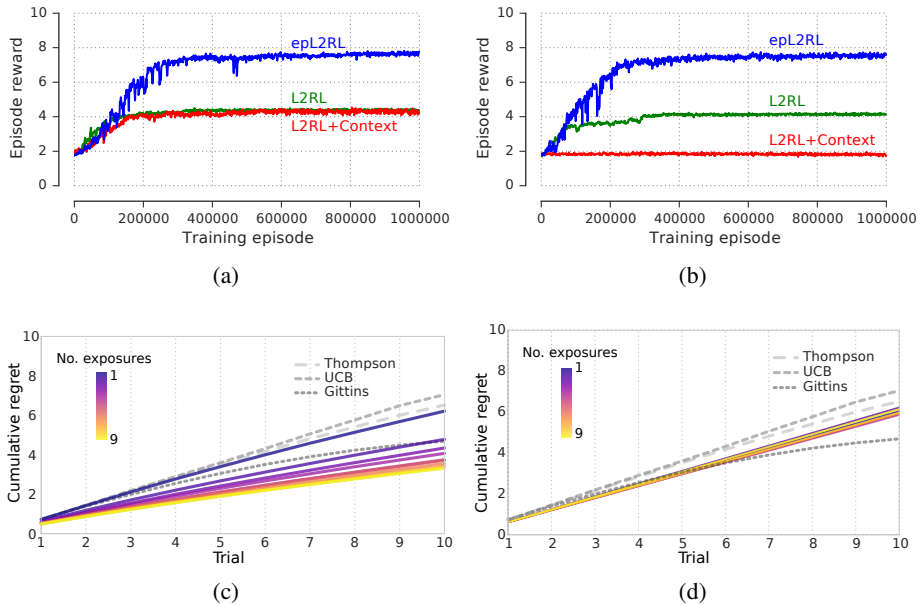 10
8
6
4
2
0
Episode reward
epL2RL
L2RL
L2RL+Context
0 200000 400000 600000 800000 1000000
Training episode
(a)
10
8
6
4
2
0
Episode reward
epL2RL
L2RL
L2RL+Context
0 200000 400000 600000 800000 1000000
Training episode
(b)
10
8
6
4
2
0
Cumulative regret
No. exposures
1
9
Thompson
UCB
Gittins
1 2 3 4 5 6 7 8 9 10
Trial
(c)
10
8
6
4
2
0
Cumulative regret
No. exposures
1
9
Thompson
UCB
Gittins
1 2 3 4 5 6 7 8 9 10
Trial
(d)